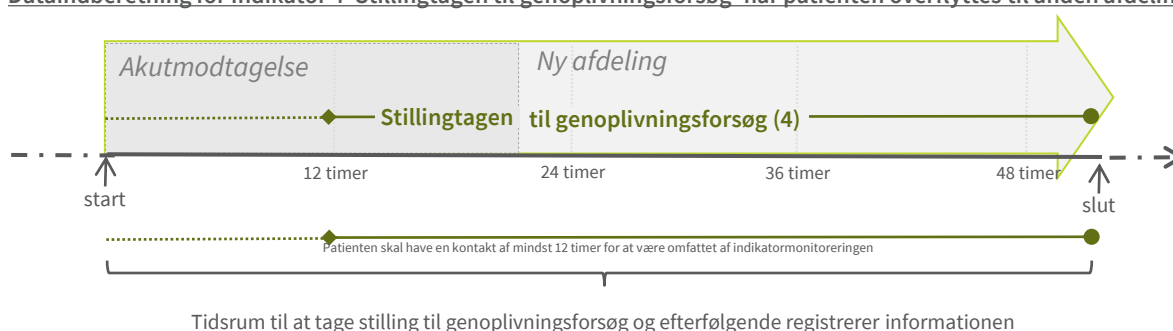 Akutmodtagelse
Ny afdeling
Stillingtagen til genoplivningsforsøg (4)
12 timer
24 timer
36 timer
48 timer
start
slut
Patienten skal have en kontakt af mindst 12 timer for at være omfattet af indikatormonitoreringen
Tidsrum til at tage stilling til genoplivningsforsøg og efterfølgende registrerer informationen